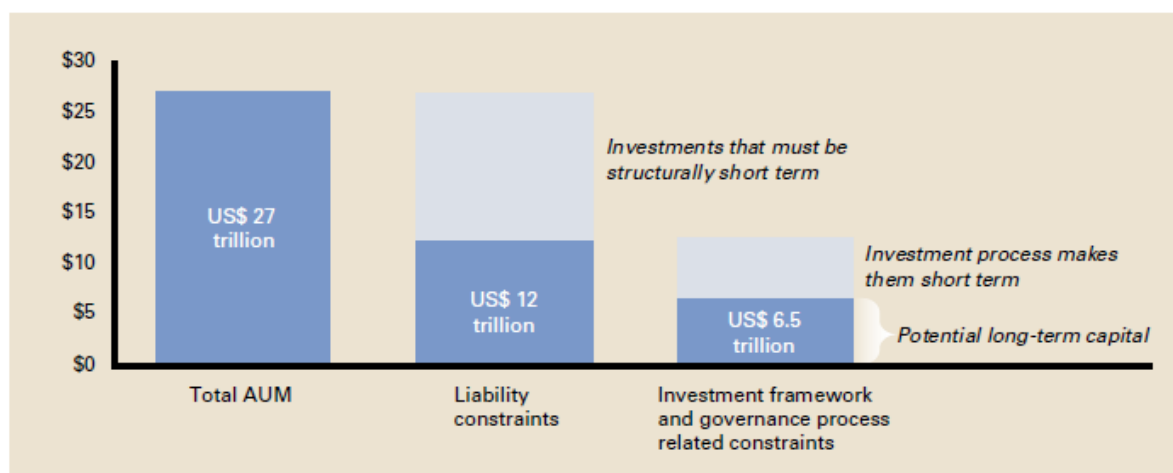 $30
$25
$20
$15
$10
$5
$0
US$ 27
trillion
US$ 12
trillion
US$ 6.5
trillion
Investments that must be
structurally short term
Investment process makes
them short term
Potential long-term capital
Total AUM
Liability
constraints
Investment framework
and governance process
related constraints